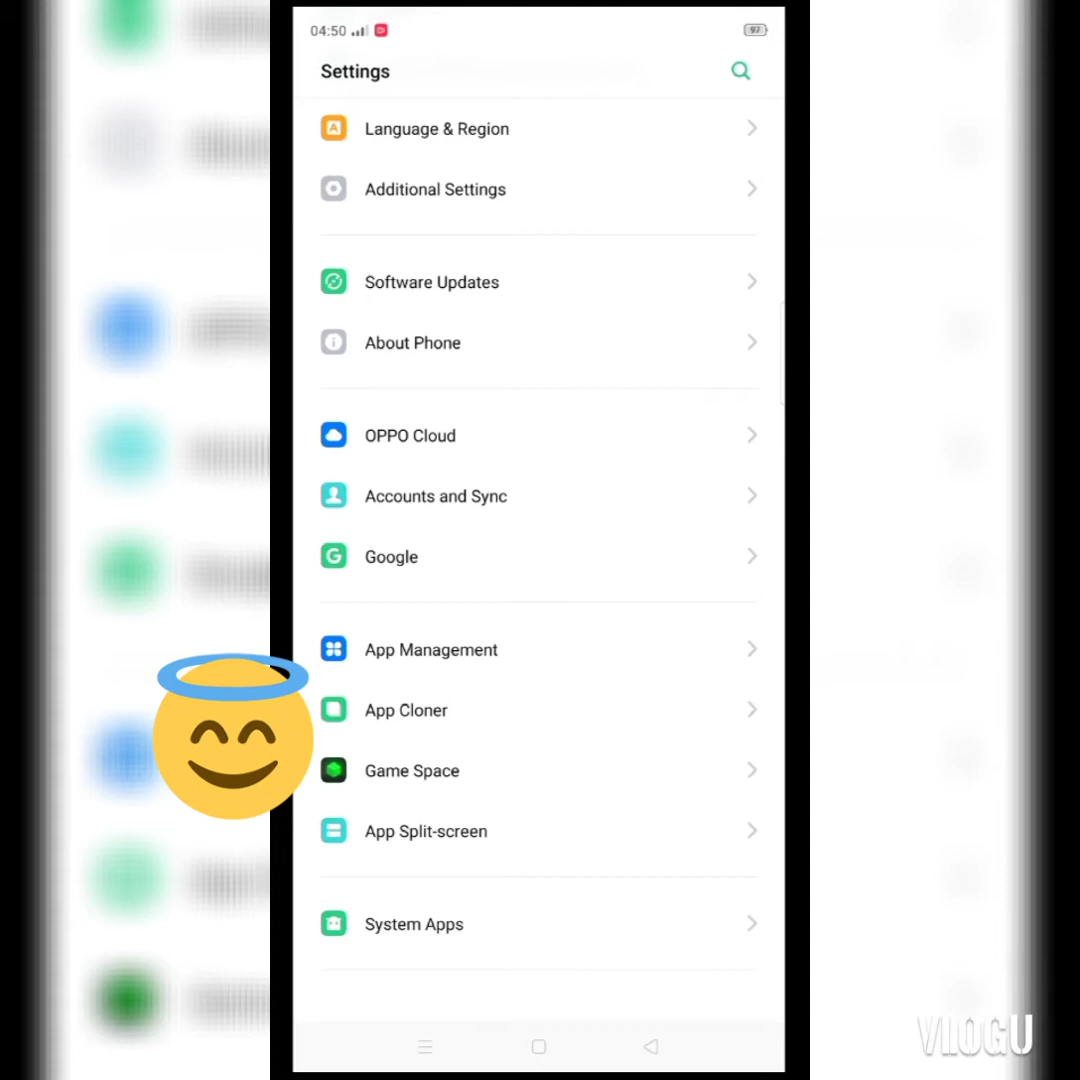 04:50
97
Settings
Language & Region
Additional Settings
Software Updates
About Phone
OPPO Cloud
Accounts and Sync
Google
App Management
App Cloner
Game Space
App Split-screen
System Apps
VLOGU